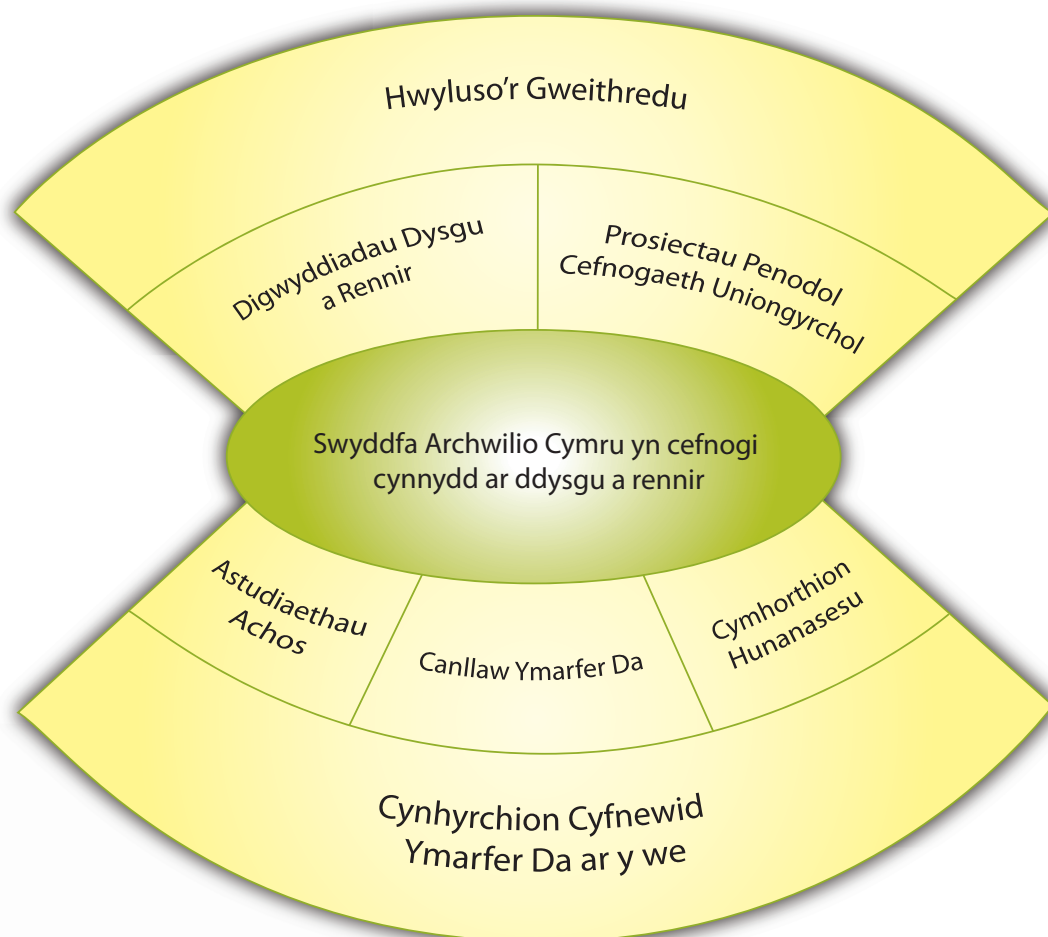 Hwyluso'r Gweithredu
Digwyddiadau Dysgu
a Rennir
Prosiectau Penodol
Cefnogaeth Uniongyrchol
Swyddfa Archwilio Cymru yn cefnogi
cynnydd ar ddysgu a rennir
Astudiaethau
Achos
Canllaw Ymarfer Da
Cymhorthion
Hunanasesu
Cynhyrchion Cyfnewid
Ymarfer Da ar y we